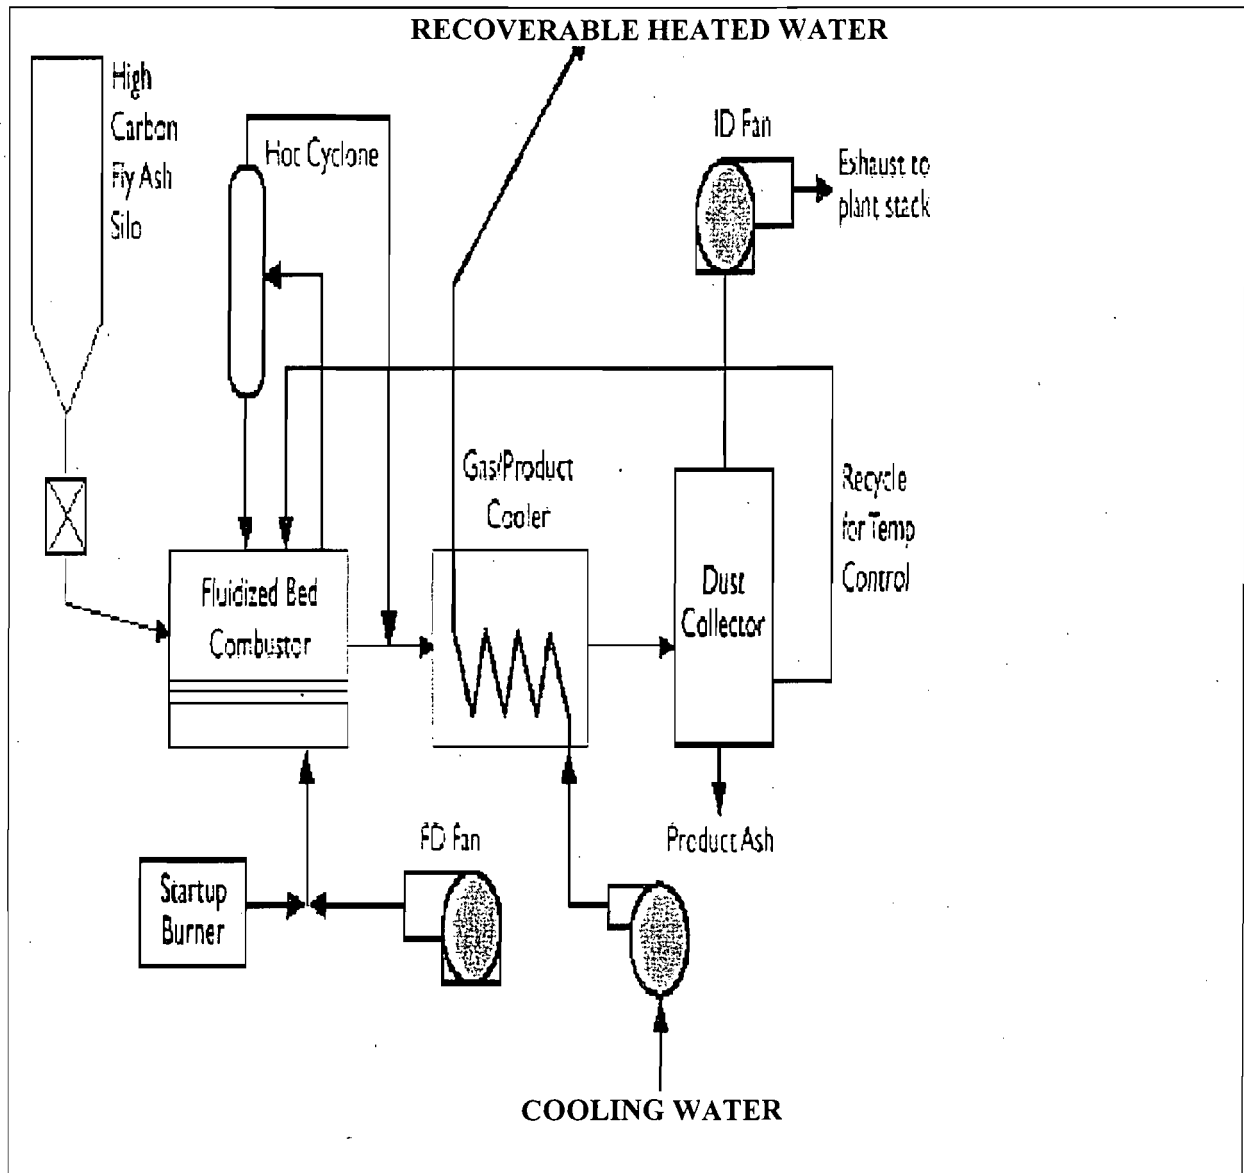 RECOVERABLE HEATED WATER
High
Carbon
Fly Ash
Silo
Hot Cyclone
ID Fan
Exhaust to
plant stack
Gas/Product
Cooler
Recycle
for Temp
Control
Fluidized Bed
Combustor
Dust
Collector
FD Fan
Product Ash
Startup
Burner
COOLING WATER